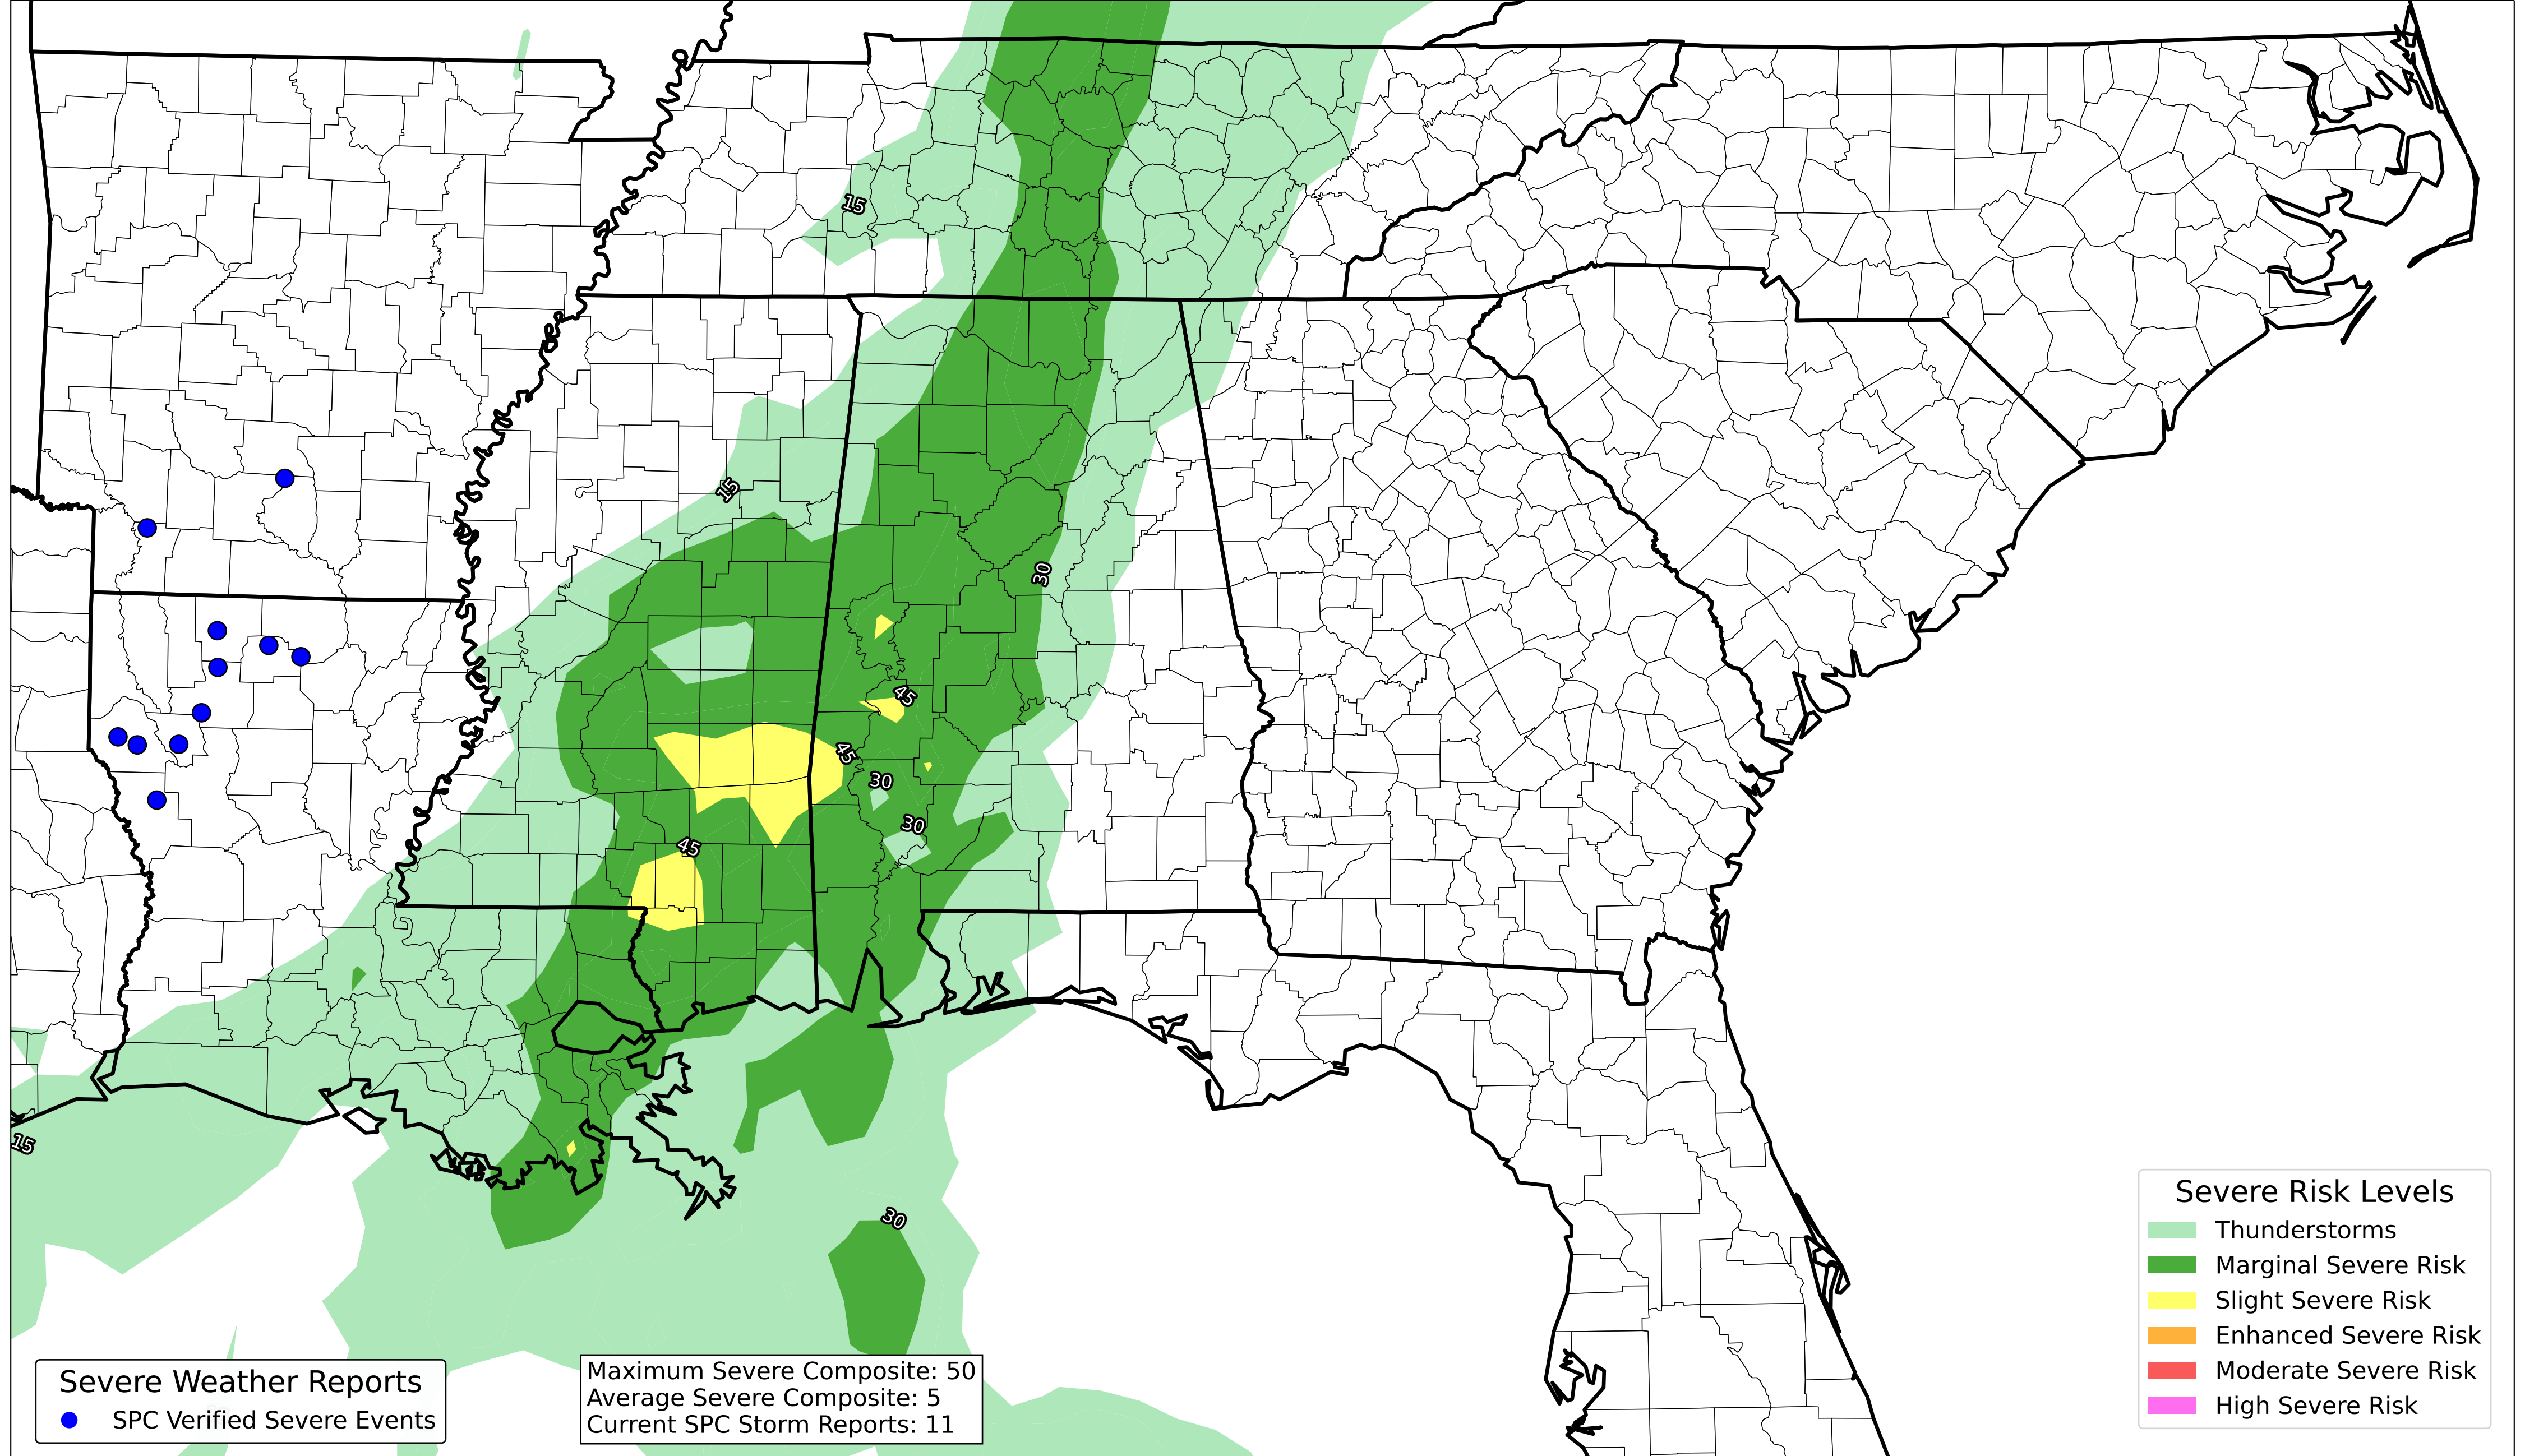 15
15
30
45
45
30
30
45
15
30
Severe Risk Levels
Thunderstorms
Marginal Severe Risk
Slight Severe Risk
Enhanced Severe Risk
Moderate Severe Risk
High Severe Risk
Severe Weather Reports
SPC Verified Severe Events
Maximum Severe Composite: 50
Average Severe Composite: 5
Current SPC Storm Reports: 11